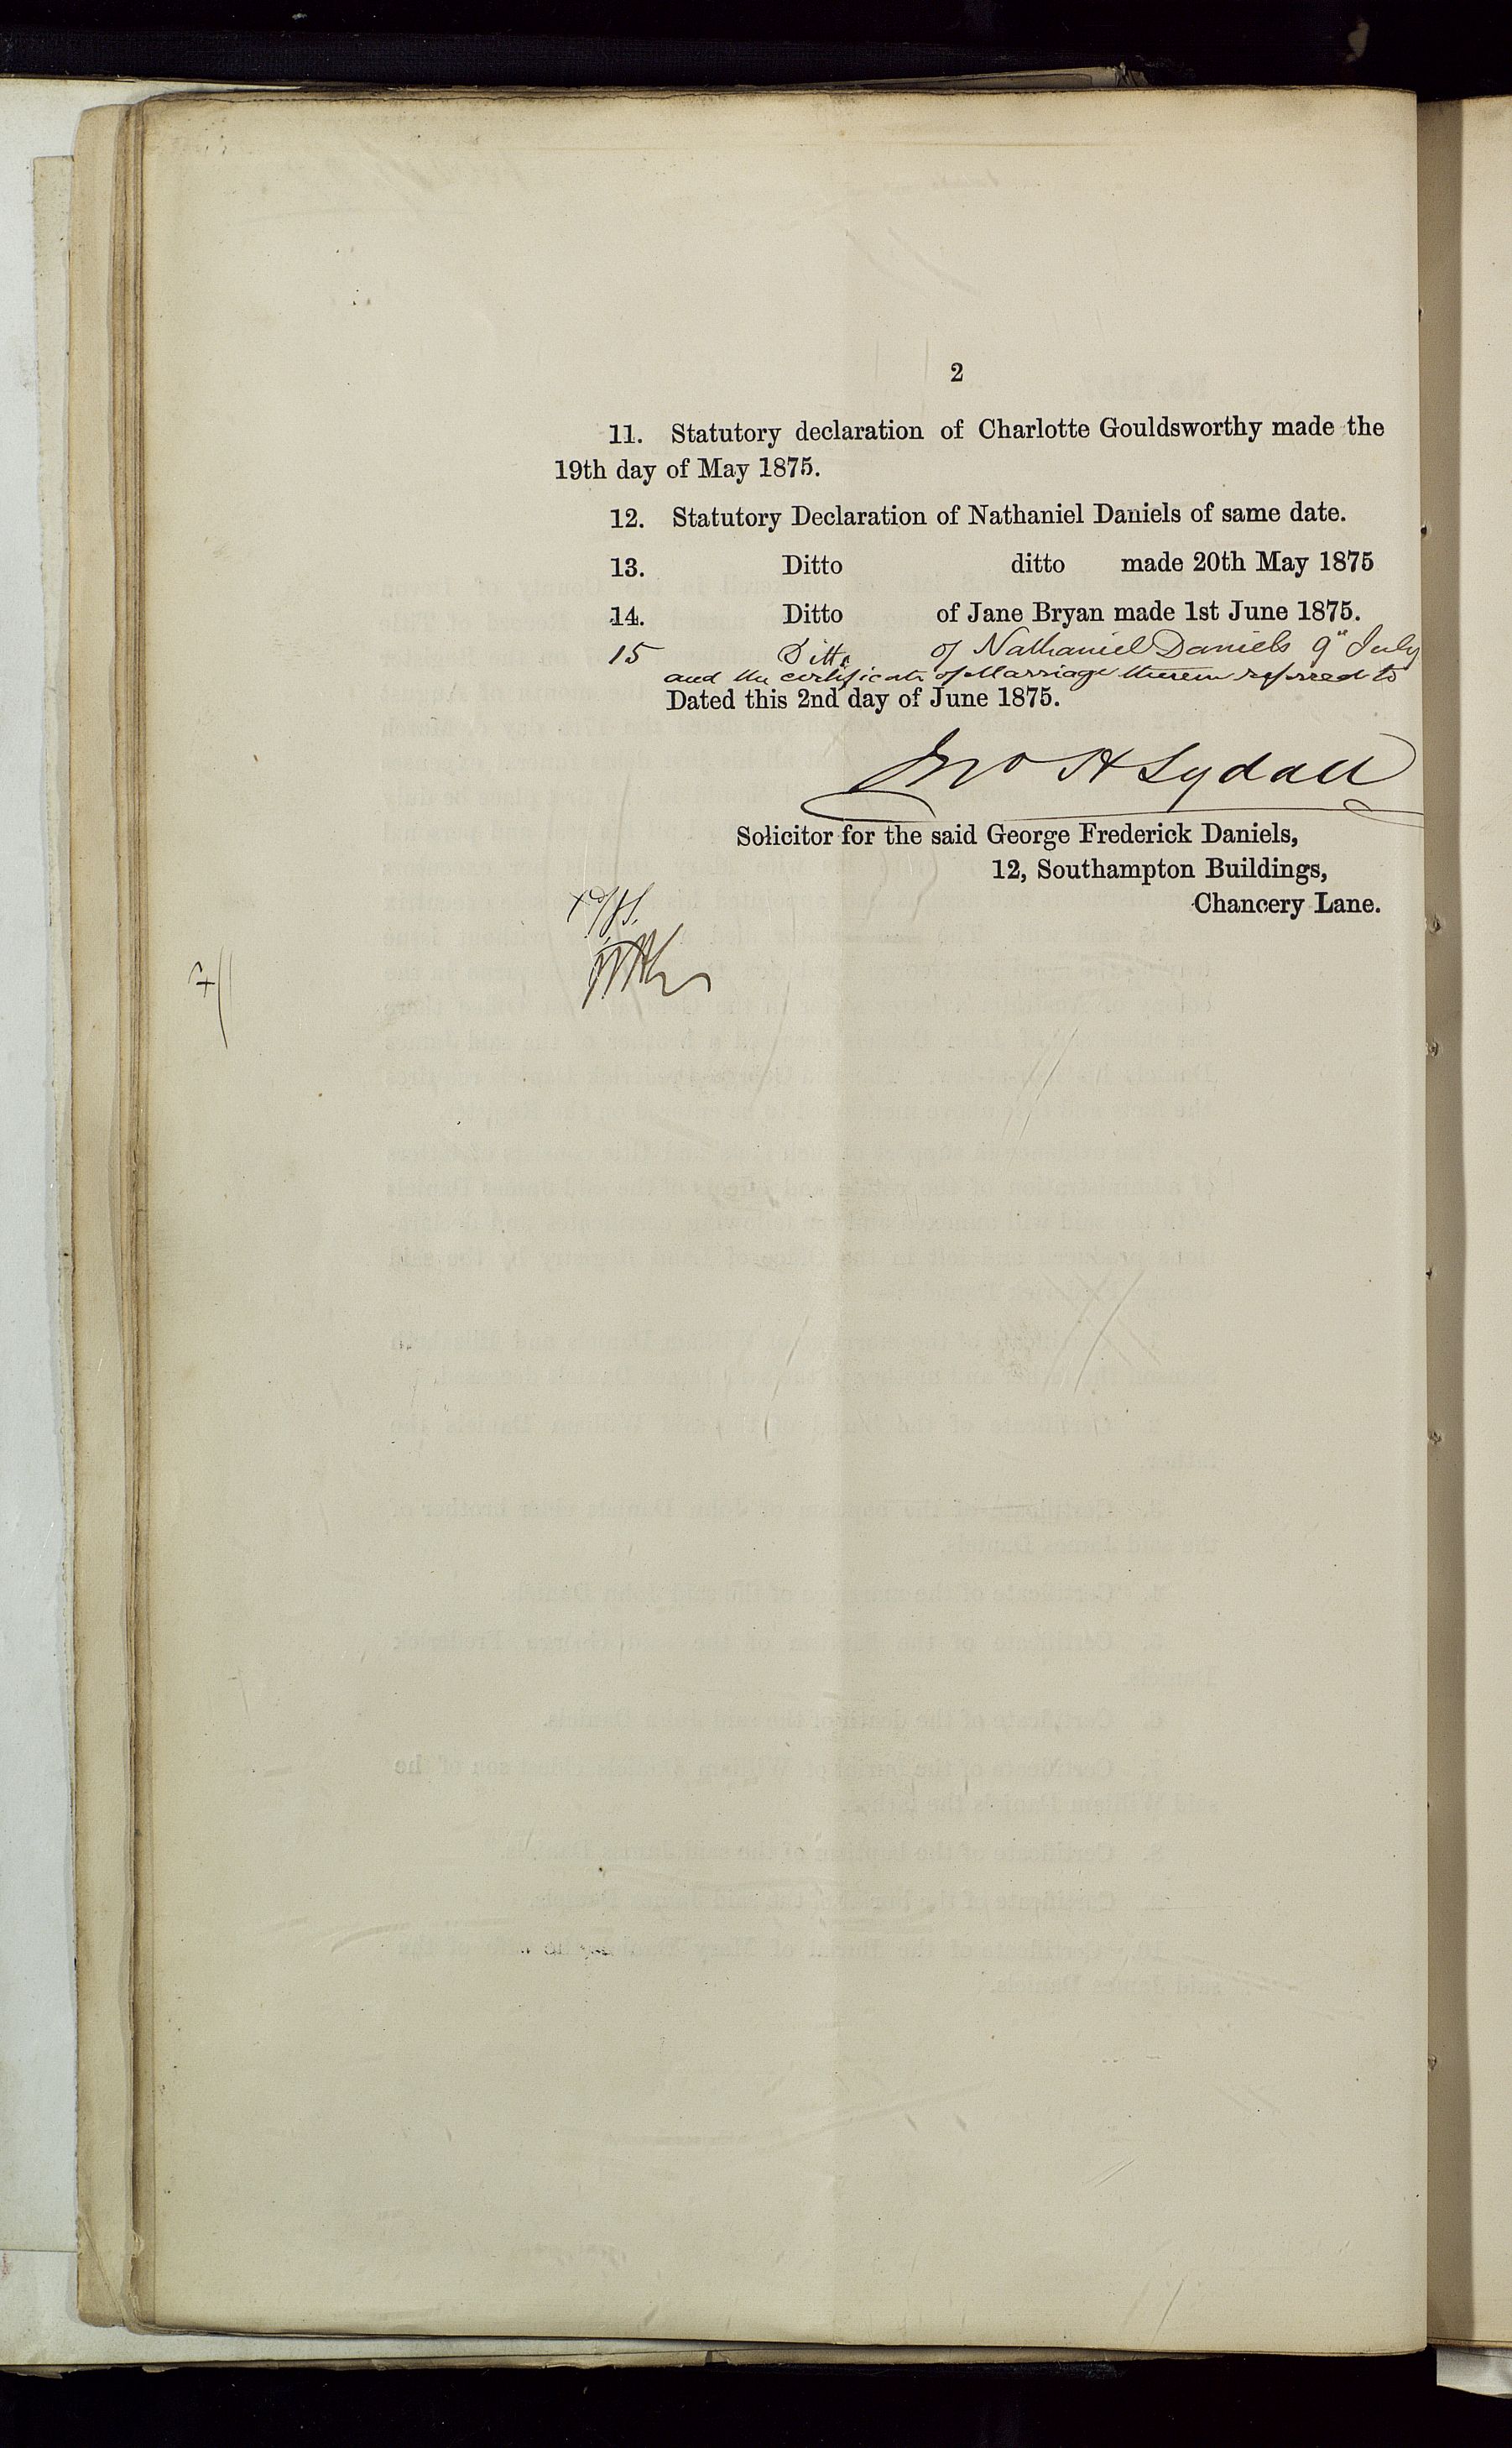 2
11. Statutory declaration of Charlotte Gouldsworthy made the
19th day of May 1875.
12. Statutory Declaration of Nathaniel Daniels of same date.
13. Ditto ditto made 20th May 1875
14. Ditto of Jane Bryan made 1st June 1875.
15 Ditto of Nathaniel Daniels 9" July
and the certificate of Marriage therein referred to
Dated this 2nd day of June 1875.
Jno H Lydall
Solicitor for the said George Frederick Daniels,
12, Southampton Buildings,
Chancery Lane.